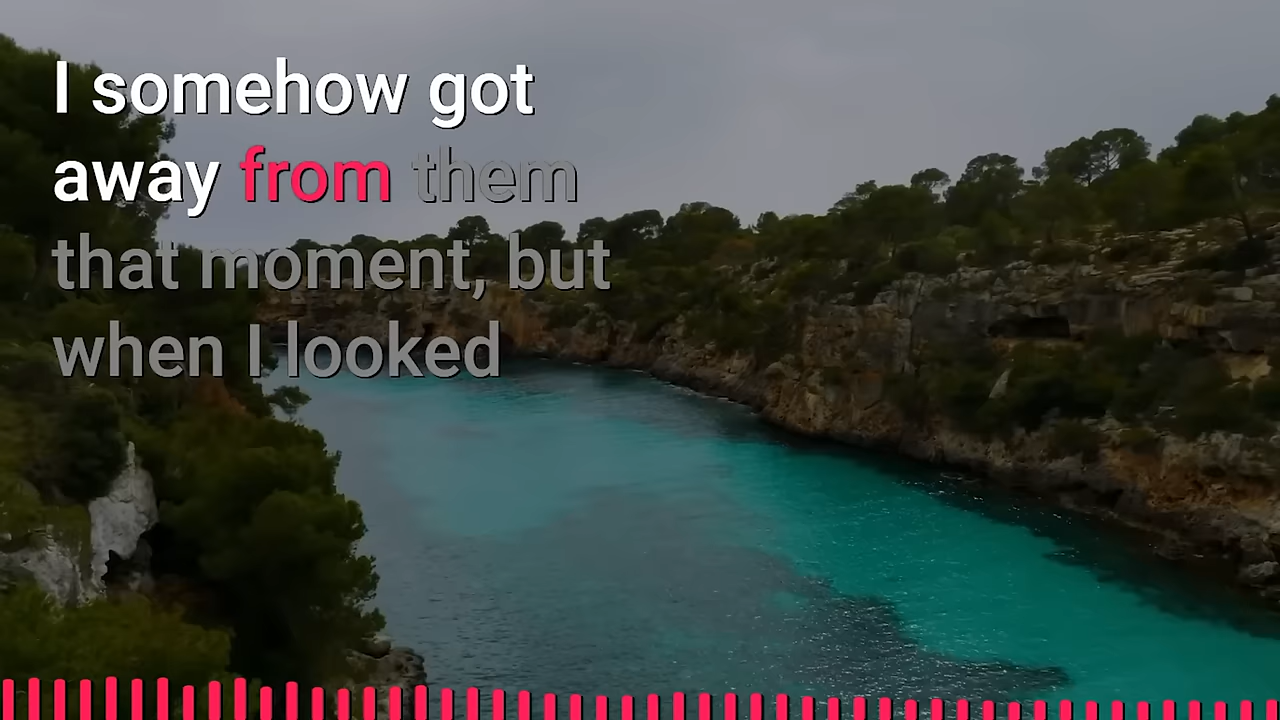 I somehow got
away from them
that moment, but
when I looked